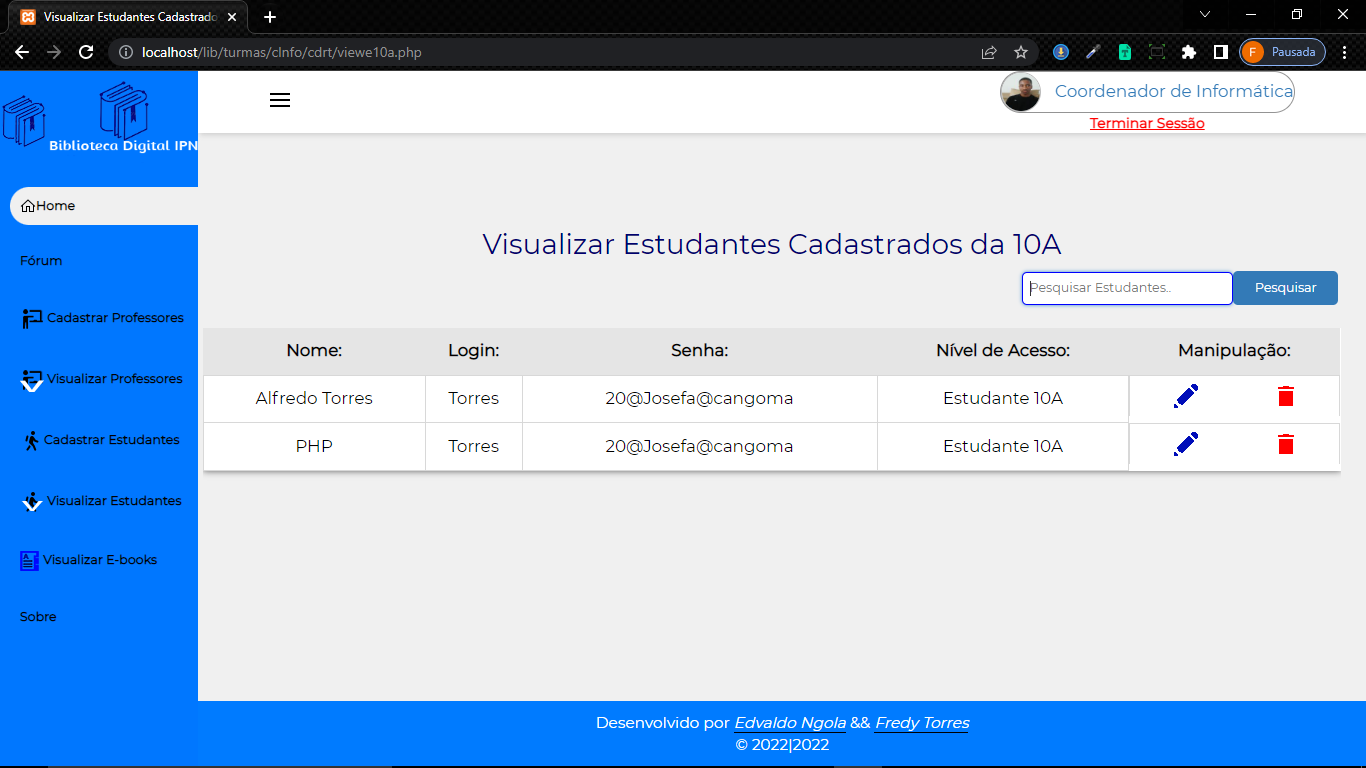 Visualizar Estudantes Cadastrado
localhost/lib/turmas/cInfo/cdrt/viewe10a.php
F Pausada
Coordenador de Informática
Terminar Sessão
Biblioteca Digital IPN
Home
Fórum
Cadastrar Professores
Visualizar Professores
Cadastrar Estudantes
Visualizar Estudantes
Visualizar E-books
Sobre
Visualizar Estudantes Cadastrados da 10A
Pesquisar Estudantes.. Pesquisar
Nome: Login: Senha: Nível de Acesso: Manipulação:
Alfredo Torres Torres 20@Josefa@cangoma Estudante 10A
PHP Torres 20@Josefa@cangoma Estudante 10A
Desenvolvido por Edvaldo Ngola && Fredy Torres
© 2022|2022